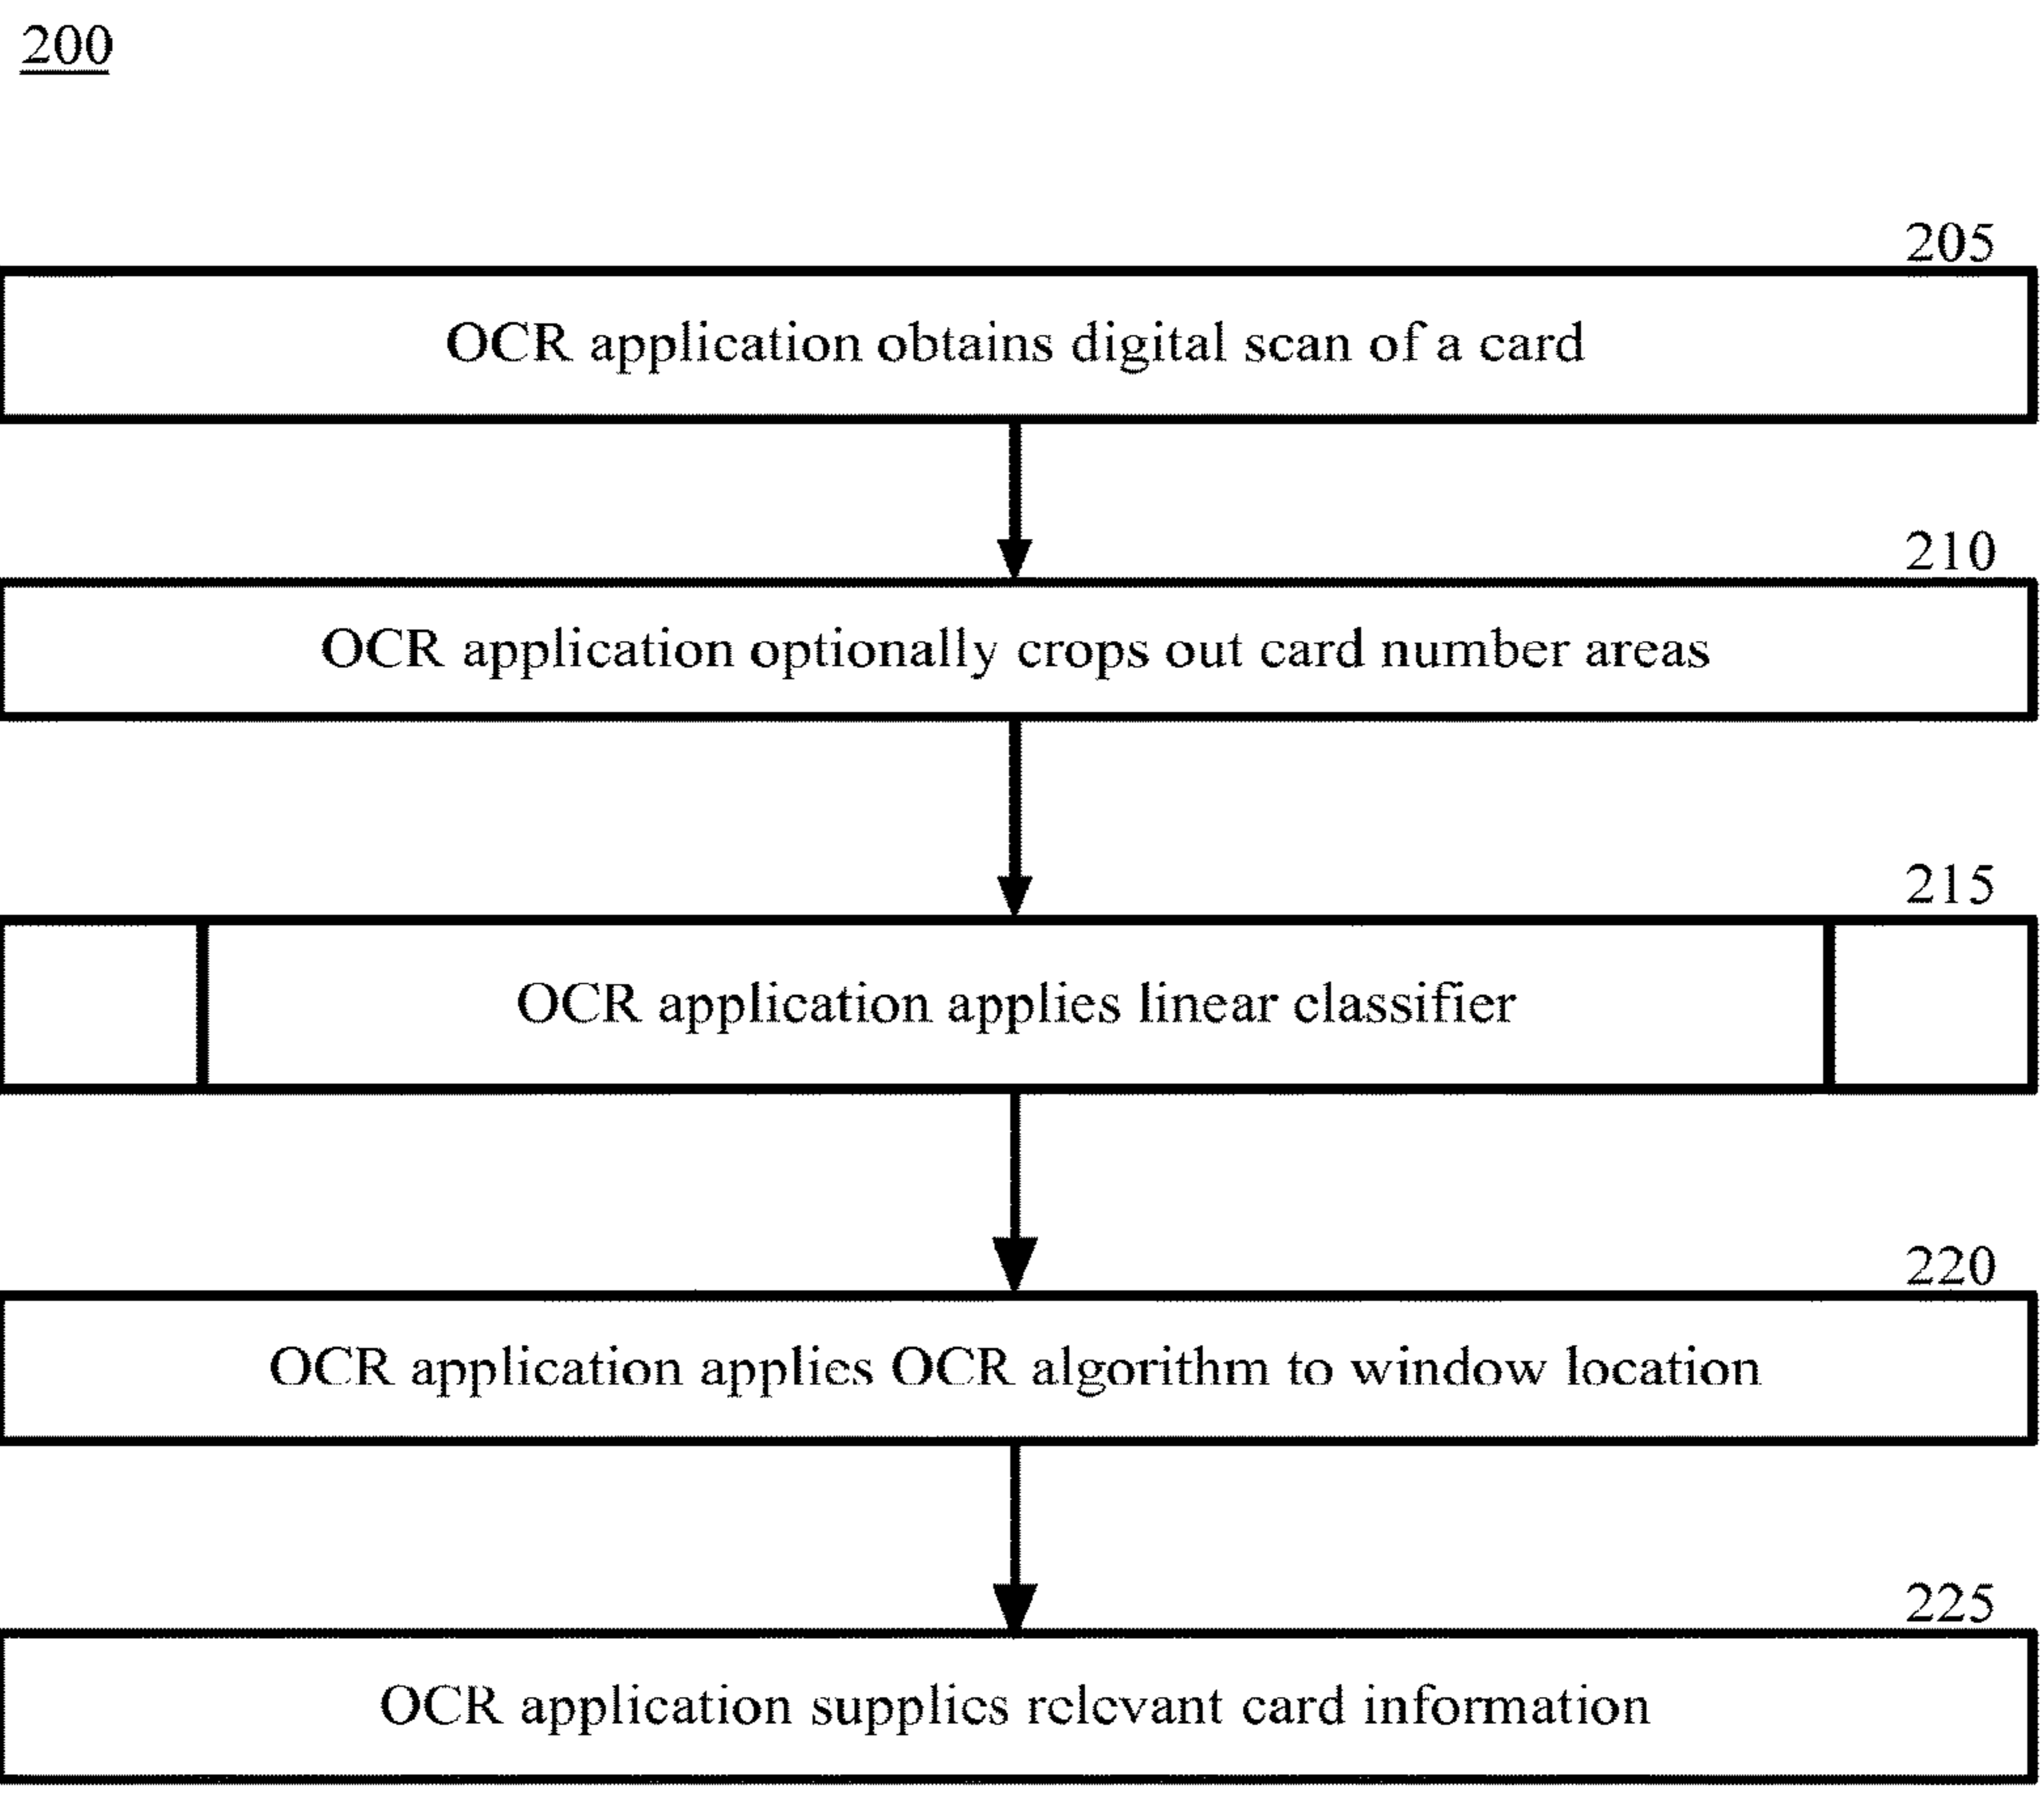 200
205
OCR application obtains digital scan of a card
210
OCR application optionally crops out card number areas
215
OCR application applies linear classifier
220
OCR application applies OCR algorithm to window location
225
OCR application supplies relevant card information